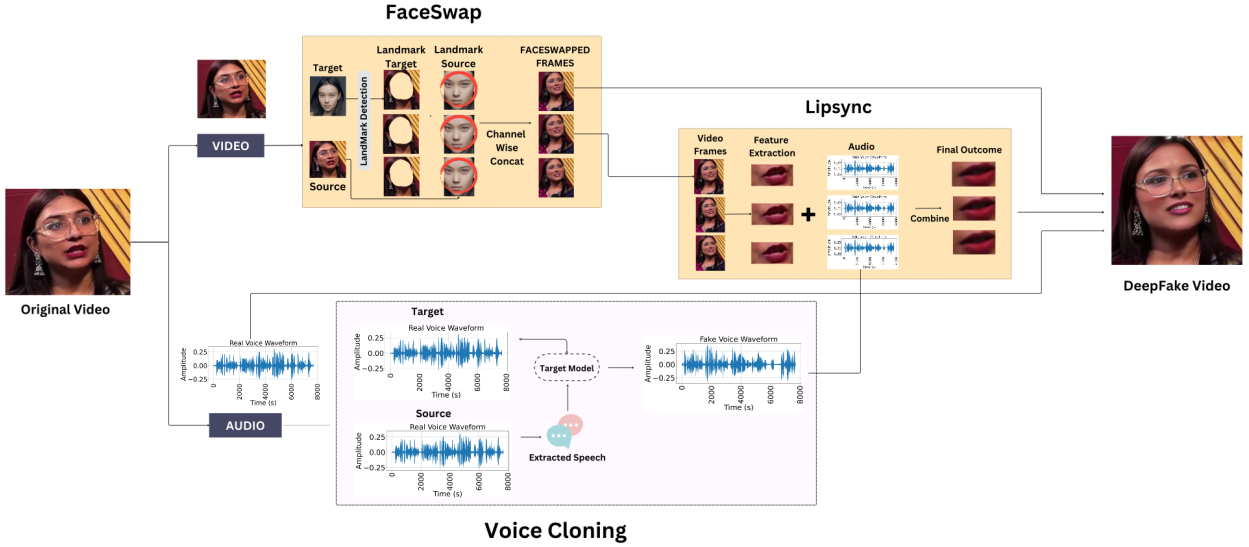 FaceSwap
Landmark
Target
Landmark
Source
FACESWAPPED
FRAMES
Target
LandMark Detection
VIDEO
Source
Channel
Wise
Concat
Lipsync
Video
Frames
Feature
Extraction
Audio
Final Outcome
Combine
Original Video
DeepFake Video
Target
Real Voice Waveform
Amplitude
0.25
0.00
−0.25
0
2000
4000
6000
8000
Time (s)
Real Voice Waveform
Amplitude
0.25
0.00
−0.25
0
2000
4000
6000
8000
Time (s)
Target Model
Fake Voice Waveform
Amplitude
0.25
0.00
−0.25
0
2000
4000
6000
8000
Time (s)
AUDIO
Source
Real Voice Waveform
Amplitude
0.25
0.00
−0.25
0
2000
4000
6000
8000
Time (s)
Extracted Speech
Voice Cloning